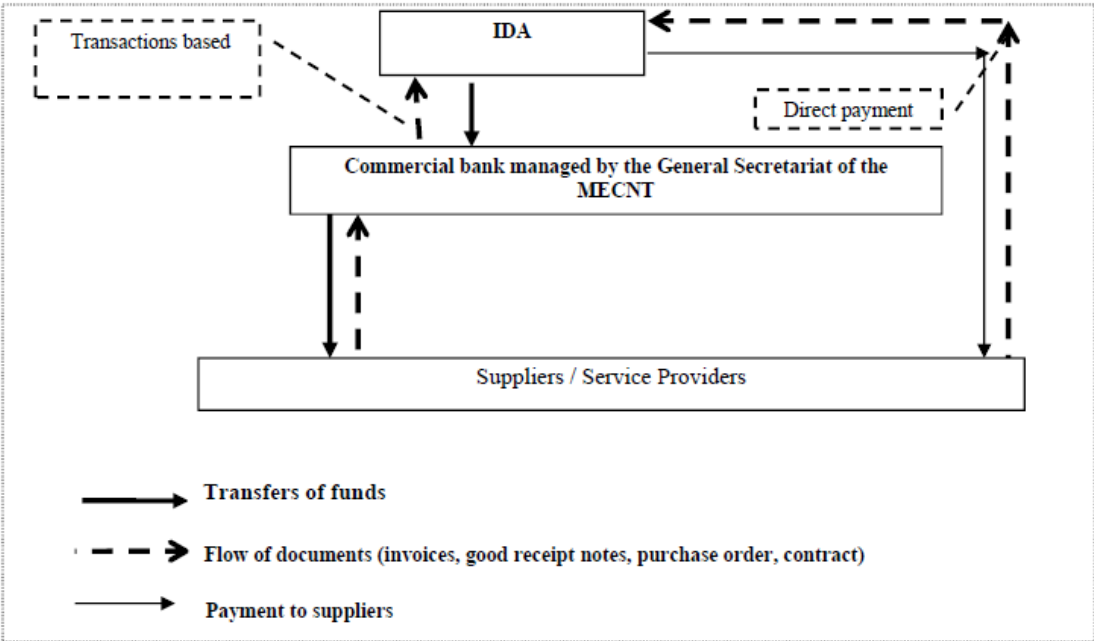 Transactions based
IDA
Direct payment
Commercial bank managed by the General Secretariat of the
MECNT
Suppliers / Service Providers
Transfers of funds
Flow of documents (invoices, good receipt notes, purchase order, contract)
Payment to suppliers